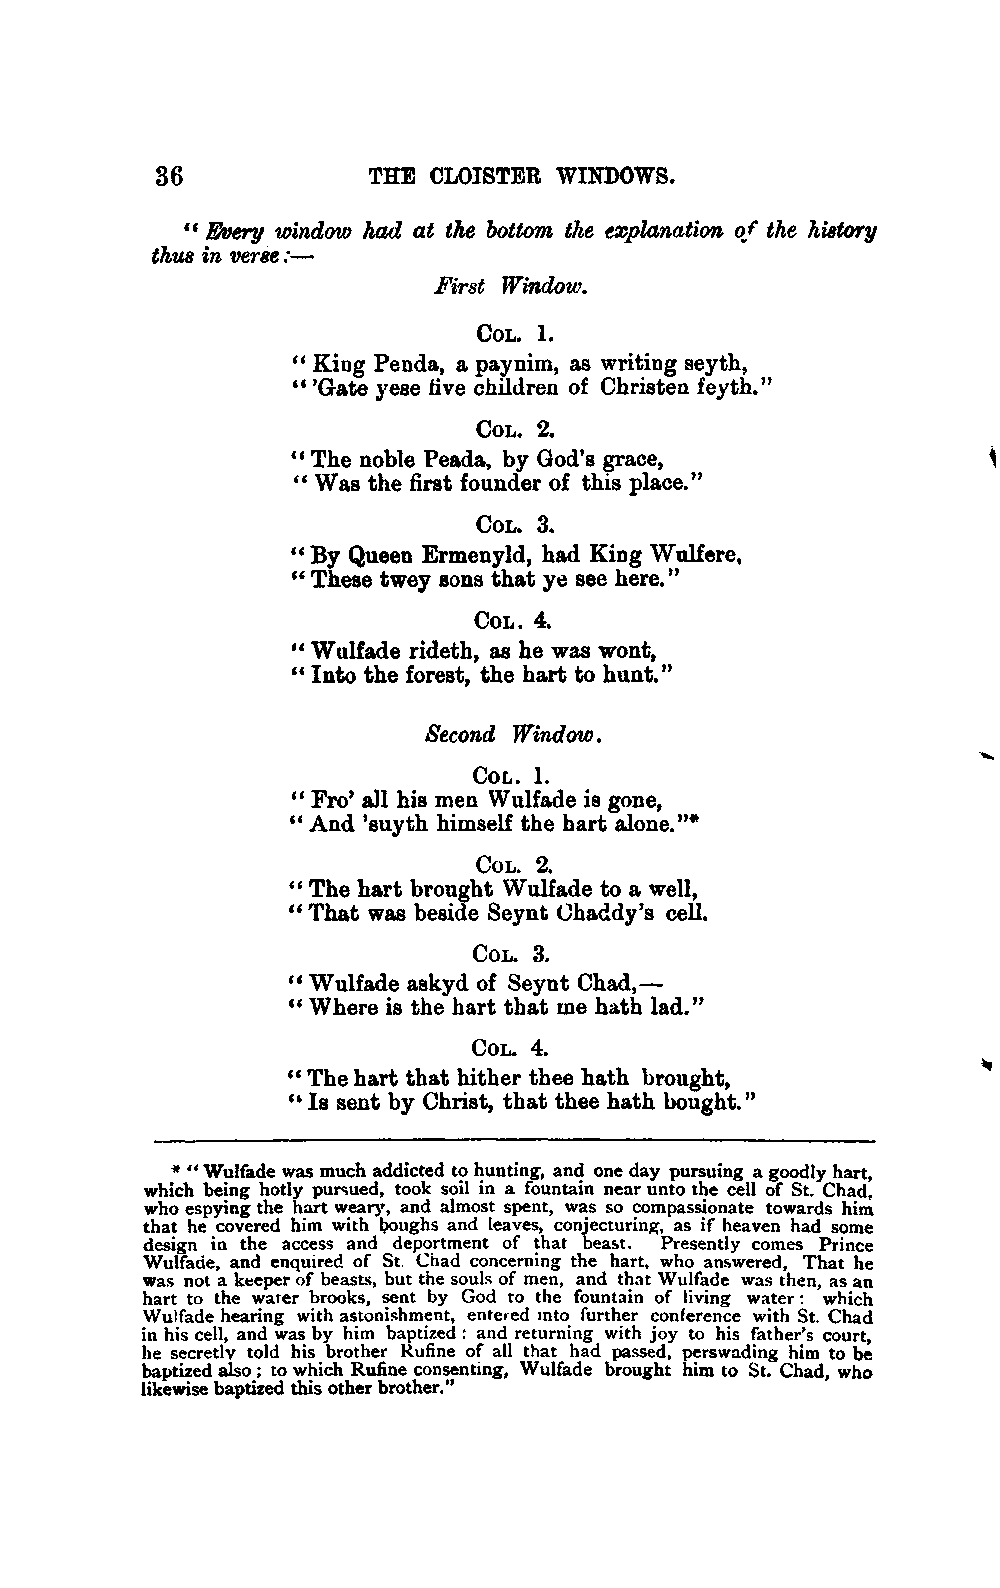 36 THE CLOISTER WINDOWS.
“ Every window had at the bottom the explanation of the history
thus in verse :—
First Window.
COL. 1.
“ King Penda, a paynim, as writing seyth,
“ ’Gate yese five children of Christen feyth.”
COL. 2.
“ The noble Peada, by God’s grace,
“ Was the first founder of this place.”
COL. 3.
“ By Queen Ermenyld, had King Wulfere,
“ These twey sons that ye see here.”
COL. 4.
“ Wulfade rideth, as he was wont,
“ Into the forest, the hart to hunt.”
Second Window.
COL. 1.
“ Fro’ all his men Wulfade is gone,
“ And ’suyth himself the hart alone.”*
COL. 2.
“ The hart brought Wulfade to a well,
“ That was beside Seynt Chaddy’s cell.
COL. 3.
“ Wulfade askyd of Seynt Chad,—
“ Where is the hart that me hath lad.”
COL. 4.
“ The hart that hither thee hath brought,
“ Is sent by Christ, that thee hath bought.”
* “ Wulfade was much addicted to hunting, and one day pursuing a goodly hart,
which being hotly pursued, took soil in a fountain near unto the cell of St. Chad,
who espying the hart weary, and almost spent, was so compassionate towards him
that he covered him with boughs and leaves, conjecturing, as if heaven had some
design in the access and deportment of that beast. Presently comes Prince
Wulfade, and enquired of St. Chad concerning the hart, who answered, That he
was not a keeper of beasts, but the souls of men, and that Wulfade was then, as an
hart to the water brooks, sent by God to the fountain of living water : which
Wulfade hearing with astonishment, entered into further conference with St. Chad
in his cell, and was by him baptized : and returning with joy to his father’s court,
he secretly told his brother Rufine of all that had passed, perswading him to be
baptized also ; to which Rufine consenting, Wulfade brought him to St. Chad, who
likewise baptized this other brother.”